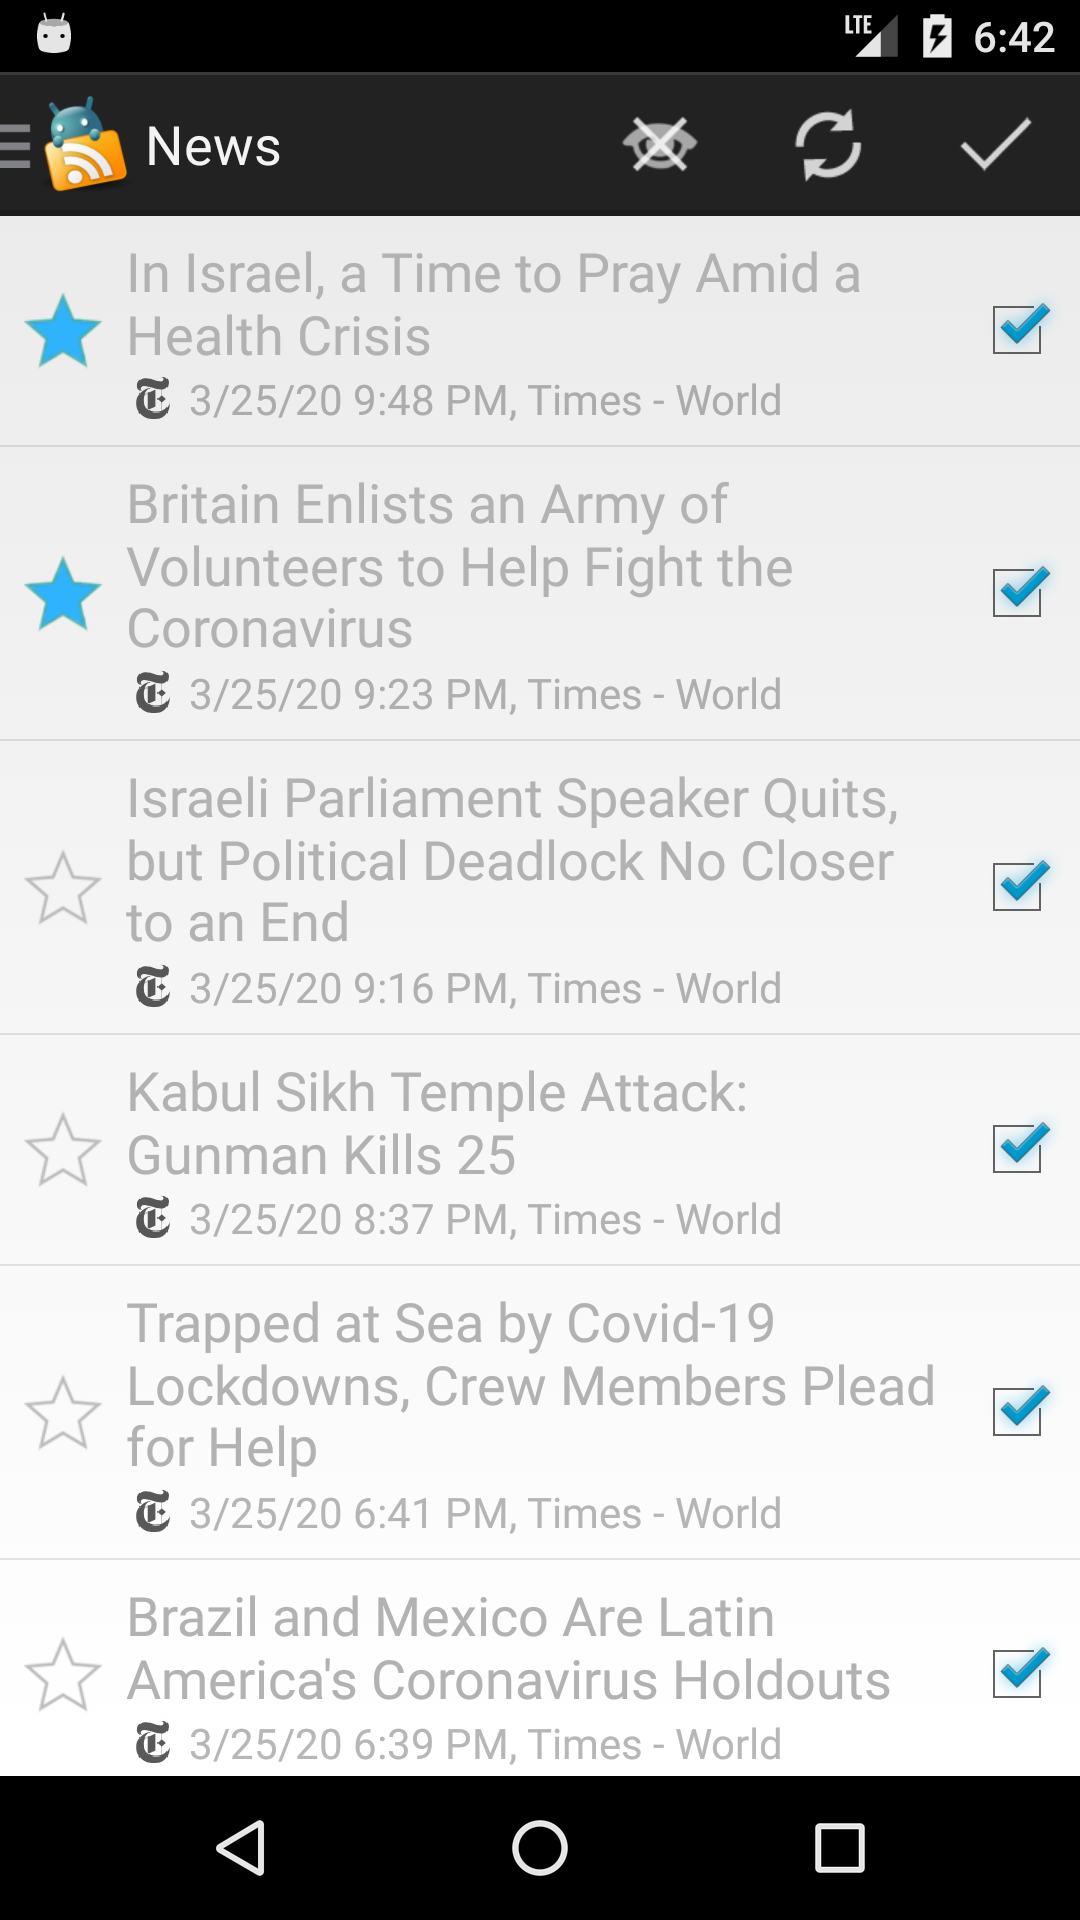 LTE 6:42
News
In Israel, a Time to Pray Amid a
Health Crisis
3/25/20 9:48 PM, Times - World
Britain Enlists an Army of
Volunteers to Help Fight the
Coronavirus
3/25/20 9:23 PM, Times - World
Israeli Parliament Speaker Quits,
but Political Deadlock No Closer
to an End
3/25/20 9:16 PM, Times - World
Kabul Sikh Temple Attack:
Gunman Kills 25
3/25/20 8:37 PM, Times - World
Trapped at Sea by Covid-19
Lockdowns, Crew Members Plead
for Help
3/25/20 6:41 PM, Times - World
Brazil and Mexico Are Latin
America's Coronavirus Holdouts
3/25/20 6:39 PM, Times - World